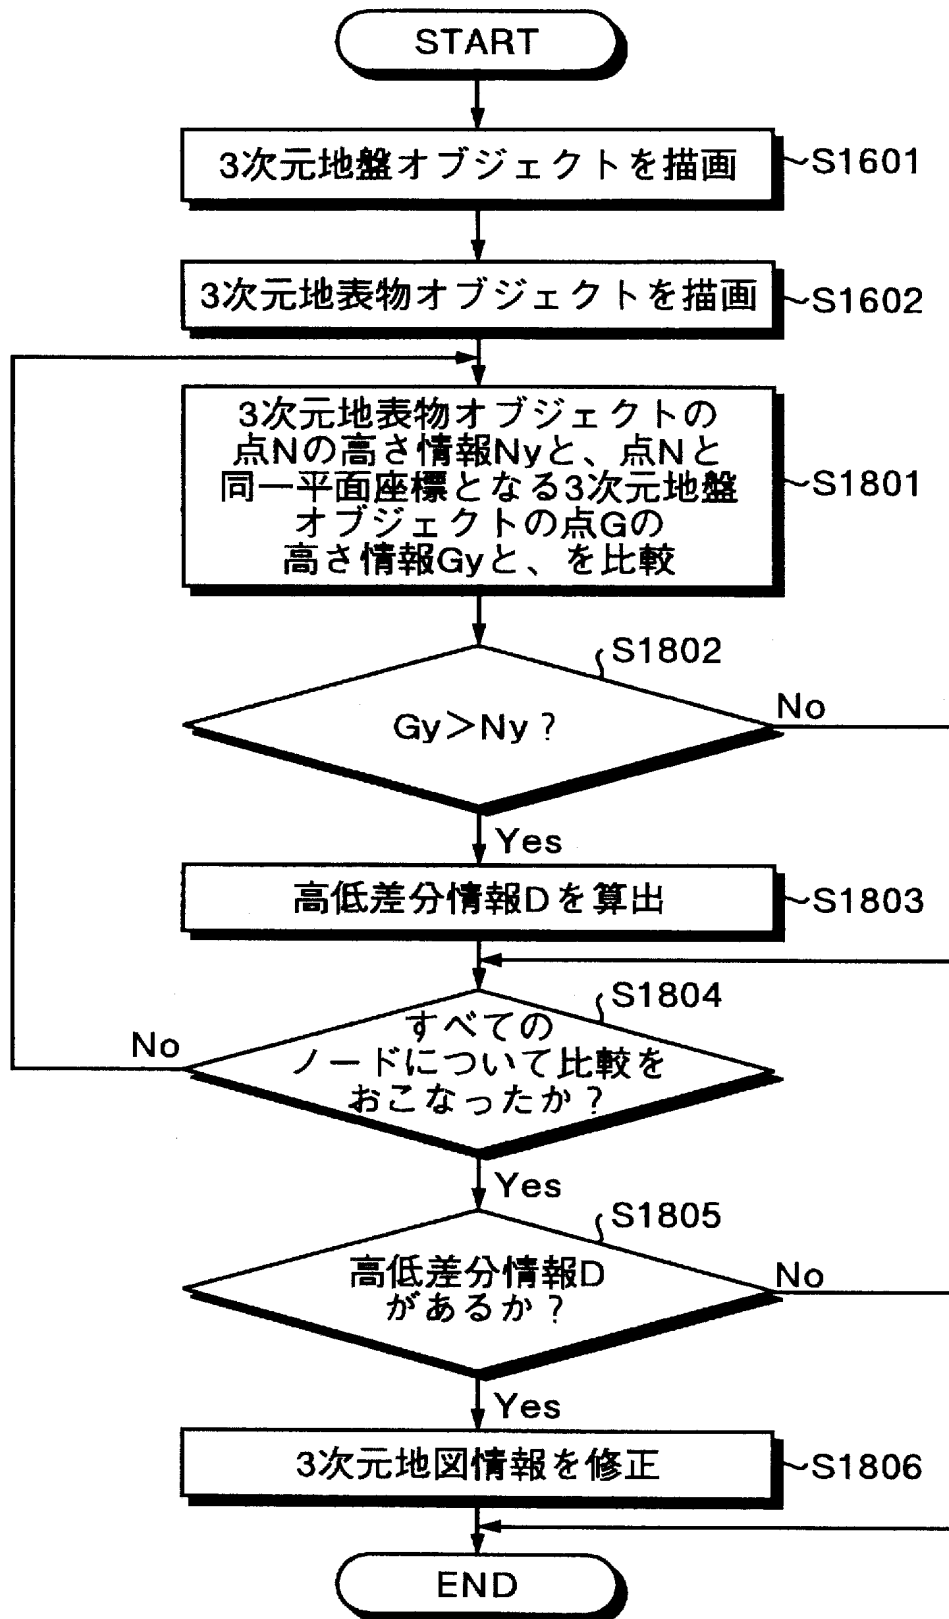 START
3次元地盤オブジェクトを描画
S1601
3次元地表物オブジェクトを描画
S1602
3次元地表物オブジェクトの
点Nの高さ情報Nyと、点Nと
同一平面座標となる3次元地盤
オブジェクトの点Gの
高さ情報Gyと、を比較
S1801
S1802
Gy>Ny?
No
Yes
高低差分情報Dを算出
S1803
S1804
すべての
ノードについて比較を
おこなったか?
No
Yes
S1805
高低差分情報D
があるか?
No
Yes
3次元地図情報を修正
S1806
END